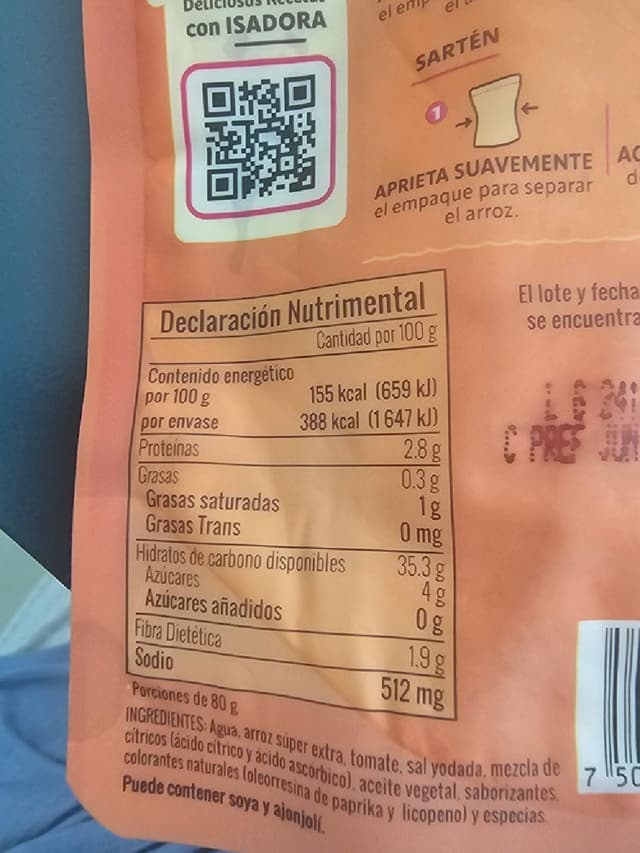 con ISADORA
SARTÉN
1
APRIETA SUAVEMENTE
el empaque para separar
el arroz.
El lote y fecha
se encuentra
Declaración Nutrimental
Cantidad por 100 g
Contenido energético
por 100 g 155 kcal (659 kJ)
por envase 388 kcal (1 647 kJ)
Proteínas 2.8 g
Grasas 0.3 g
Grasas saturadas 1 g
Grasas Trans 0 mg
Hidratos de carbono disponibles 35.3 g
Azúcares 4 g
Azúcares añadidos 0 g
Fibra Dietética 1.9 g
Sodio 512 mg
Porciones de 80 g
INGREDIENTES: Agua, arroz súper extra, tomate, sal yodada, mezcla de
cítricos (ácido cítrico y ácido ascórbico), aceite vegetal, saborizantes,
colorantes naturales (oleorresina de paprika y licopeno) y especias.
Puede contener soya y ajonjolí.
C PREF JUN
7 50